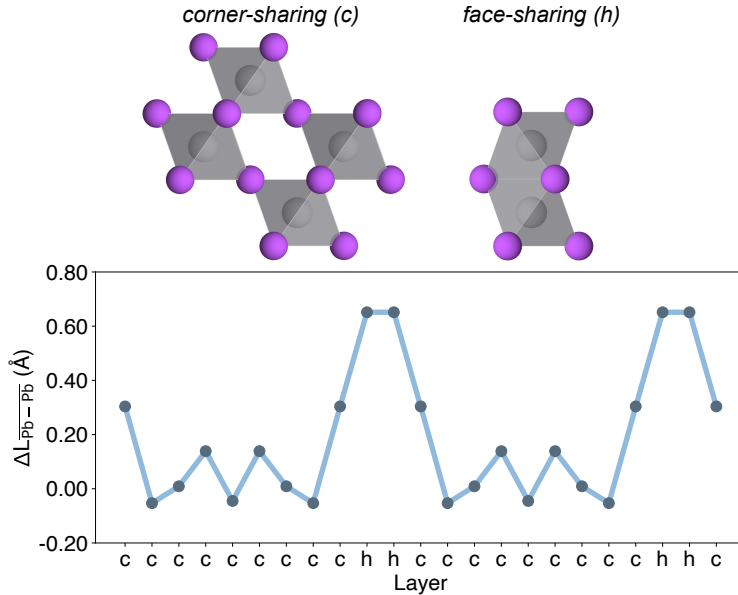 corner-sharing (c)
face-sharing (h)
0.80
0.60
0.40
0.20
0.00
-0.20
ΔL Pb – Pb (Å)
c c c c c c c c c h h c c c c c c c c c h h c
Layer